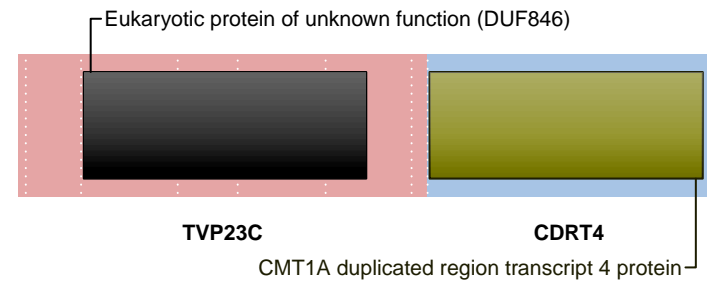 Eukaryotic protein of unknown function (DUF846)
TVP23C
CDRT4
CMT1A duplicated region transcript 4 protein